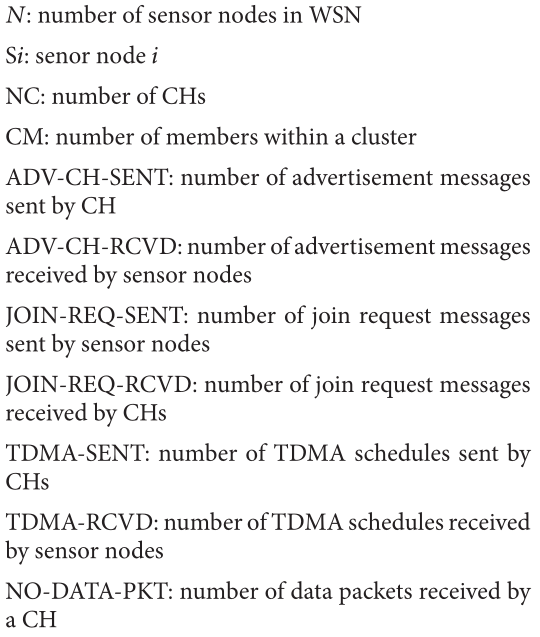 N: number of sensor nodes in WSN
Si: senor node i
NC: number of CHs
CM: number of members within a cluster
ADV-CH-SENT: number of advertisement messages
sent by CH
ADV-CH-RCVD: number of advertisement messages
received by sensor nodes
JOIN-REQ-SENT: number of join request messages
sent by sensor nodes
JOIN-REQ-RCVD: number of join request messages
received by CHs
TDMA-SENT: number of TDMA schedules sent by
CHs
TDMA-RCVD: number of TDMA schedules received
by sensor nodes
NO-DATA-PKT: number of data packets received by
a CH